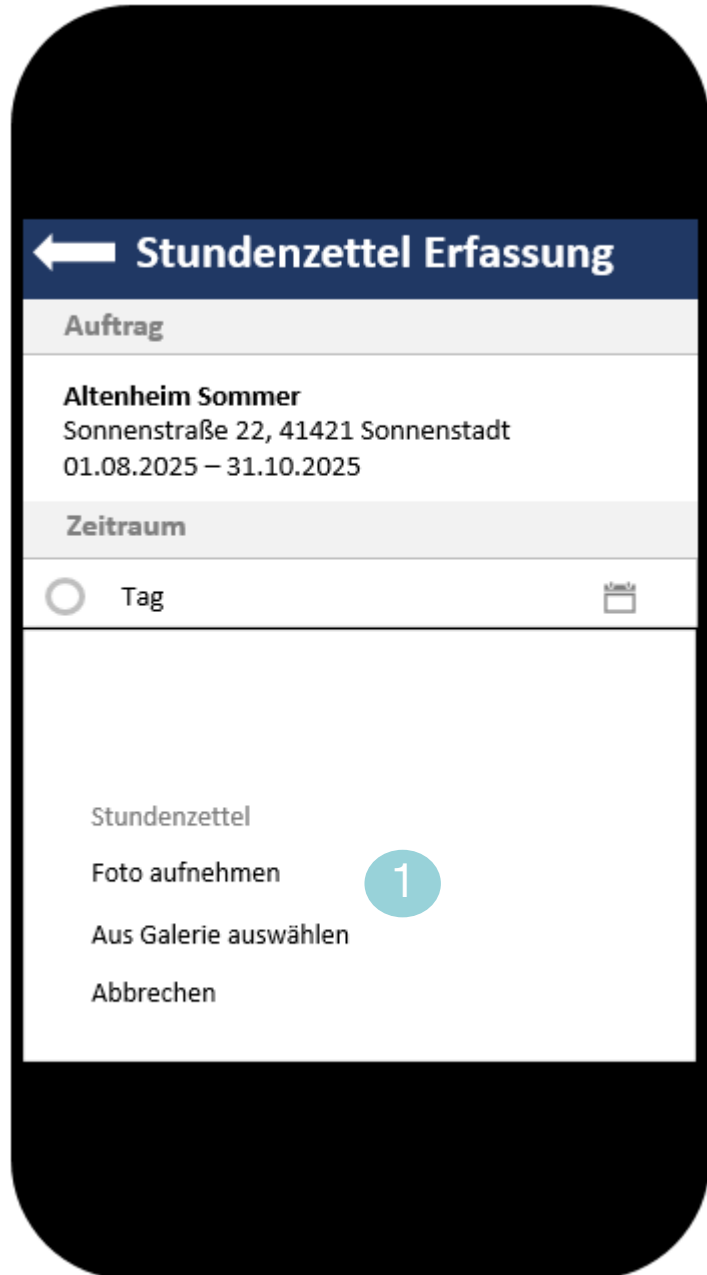 Stundenzettel Erfassung
Auftrag
Altenheim Sommer
Sonnenstraße 22, 41421 Sonnenstadt
01.08.2025 – 31.10.2025
Zeitraum
Tag
Stundenzettel
Foto aufnehmen
1
Aus Galerie auswählen
Abbrechen